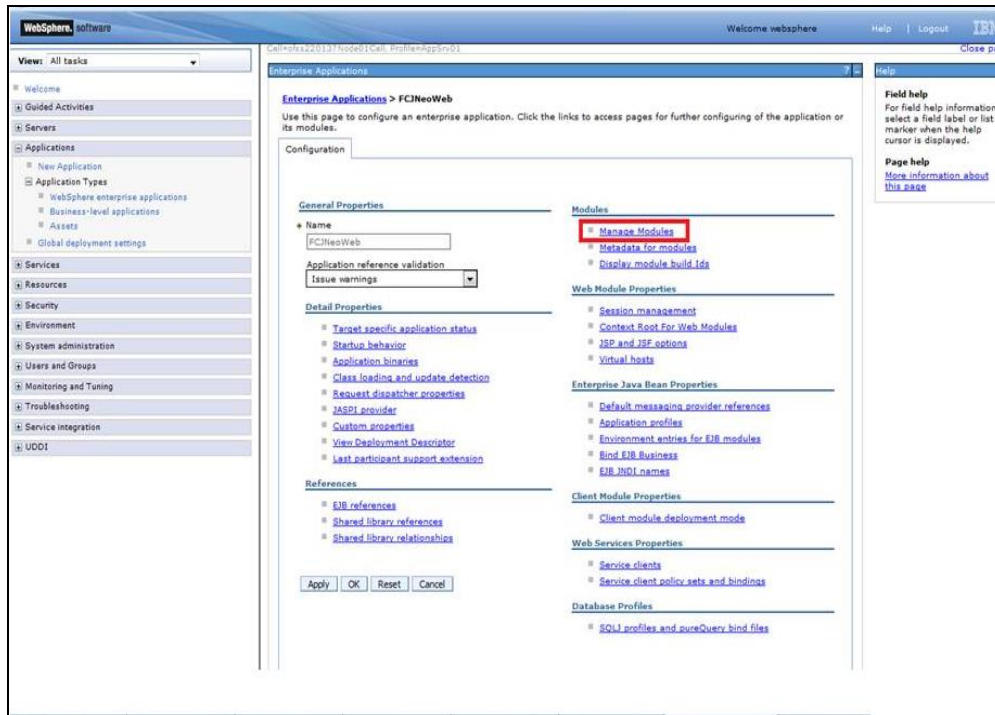 WebSphere. software
Welcome websphere
Help | Logout
IBM
Cell=ofss220137Node01Cell, Profile=AppSrv01
Close p
View: All tasks
Welcome
Guided Activities
Servers
Applications
New Application
Application Types
WebSphere enterprise applications
Business-level applications
Assets
Global deployment settings
Services
Resources
Security
Environment
System administration
Users and Groups
Monitoring and Tuning
Troubleshooting
Service integration
UDDI
Enterprise Applications
? -
Enterprise Applications > FCJNeoWeb
Use this page to configure an enterprise application. Click the links to access pages for further configuring of the application or
its modules.
Configuration
General Properties
Name
FCJNeoWeb
Application reference validation
Issue warnings
Detail Properties
Target specific application status
Startup behavior
Application binaries
Class loading and update detection
Request dispatcher properties
JASPI provider
Custom properties
View Deployment Descriptor
Last participant support extension
References
EJB references
Shared library references
Shared library relationships
Apply OK Reset Cancel
Modules
Manage Modules
Metadata for modules
Display module build Ids
Web Module Properties
Session management
Context Root For Web Modules
JSP and JSF options
Virtual hosts
Enterprise Java Bean Properties
Default messaging provider references
Application profiles
Environment entries for EJB modules
Bind EJB Business
EJB JNDI names
Client Module Properties
Client module deployment mode
Web Services Properties
Service clients
Service client policy sets and bindings
Database Profiles
SQLJ profiles and pureQuery bind files
Help
Field help
For field help information,
select a field label or list
marker when the help
cursor is displayed.
Page help
More information about
this page